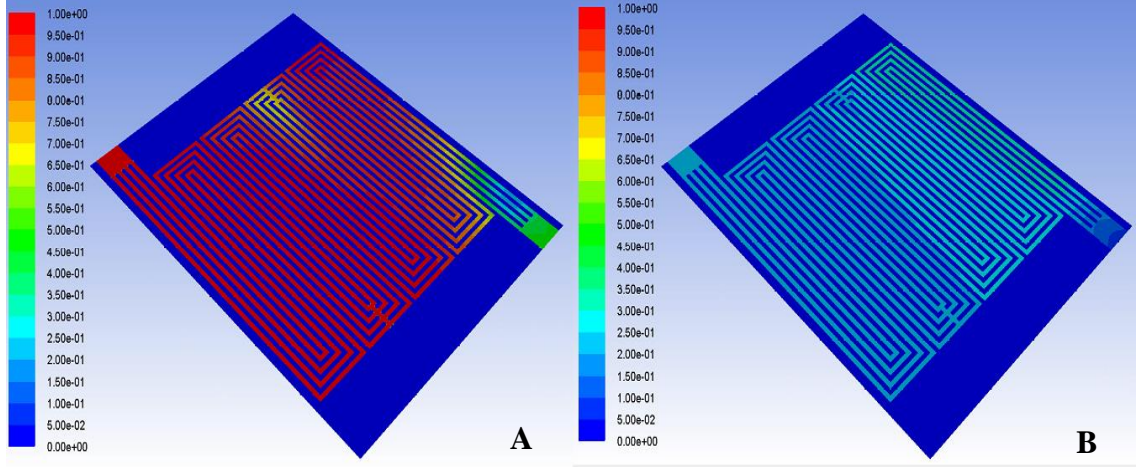 1.00e+00
9.50e-01
9.00e-01
8.50e-01
8.00e-01
7.50e-01
7.00e-01
6.50e-01
6.00e-01
5.50e-01
5.00e-01
4.50e-01
4.00e-01
3.50e-01
3.00e-01
2.50e-01
2.00e-01
1.50e-01
1.00e-01
5.00e-02
0.00e+00
A
1.00e+00
9.50e-01
9.00e-01
8.50e-01
8.00e-01
7.50e-01
7.00e-01
6.50e-01
6.00e-01
5.50e-01
5.00e-01
4.50e-01
4.00e-01
3.50e-01
3.00e-01
2.50e-01
2.00e-01
1.50e-01
1.00e-01
5.00e-02
0.00e+00
B